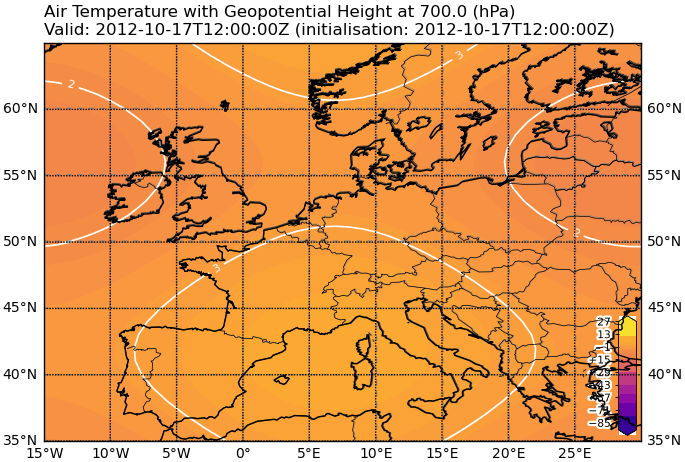 Air Temperature with Geopotential Height at 700.0 (hPa)
Valid: 2012-10-17T12:00:00Z (initialisation: 2012-10-17T12:00:00Z)
3
2
60°N 60°N
55°N 55°N
2
50°N 50°N
3
45°N 45°N
27
13
−1
−15
−29
40°N 40°N
−43
−57
−71
−85
35°N 35°N
15°W 10°W 5°W 0° 5°E 10°E 15°E 20°E 25°E